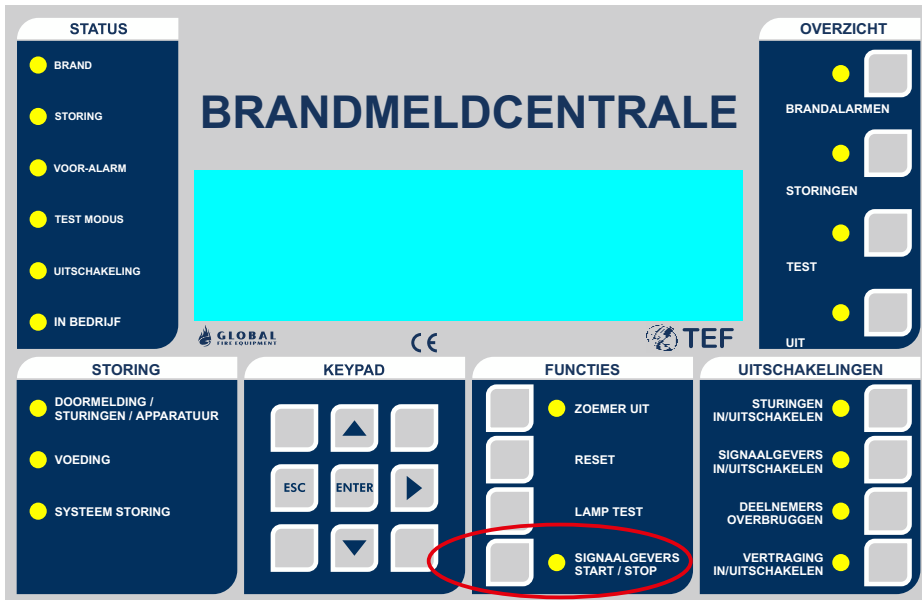 STATUS
BRAND
STORING
VOOR-ALARM
TEST MODUS
UITSCHAKELING
IN BEDRIJF
BRANDMELDCENTRALE
GLOBAL
FIRE EQUIPMENT
CE
TEF
OVERZICHT
BRANDALARMEN
STORINGEN
TEST
UIT
STORING
DOORMELDING /
STURINGEN / APPARATUUR
VOEDING
SYSTEEM STORING
KEYPAD
ESC
ENTER
FUNCTIES
ZOEMER UIT
RESET
LAMP TEST
SIGNAALGEVERS
START / STOP
UITSCHAKELINGEN
STURINGEN
IN/UITSCHAKELEN
SIGNAALGEVERS
IN/UITSCHAKELEN
DEELNEMERS
OVERBRUGGEN
VERTRAGING
IN/UITSCHAKELEN